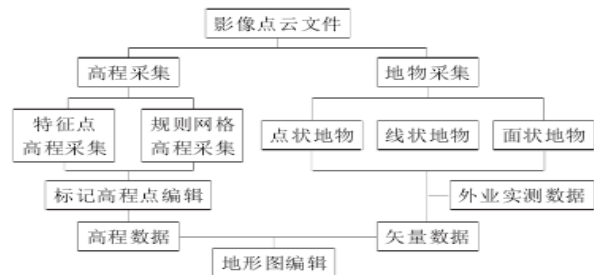 影像点云文件
高程采集
地物采集
特征点
高程采集
规则网格
高程采集
点状地物
线状地物
面状地物
标记高程点编辑
外业实测数据
高程数据
矢量数据
地形图编辑